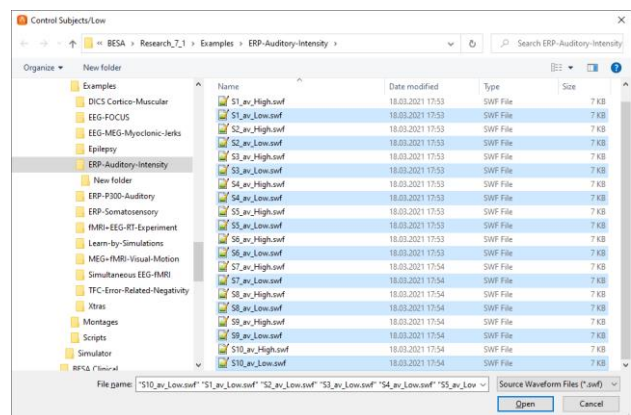 Control Subjects/Low
« BESA › Research_7_1 › Examples › ERP-Auditory-Intensity ›
Search ERP-Auditory-Intensity
Organize
New folder
Examples
DICS Cortico-Muscular
EEG-FOCUS
EEG-MEG-Myoclonic-Jerks
Epilepsy
ERP-Auditory-Intensity
New folder
ERP-P300-Auditory
ERP-Somatosensory
fMRI+EEG-RT-Experiment
Learn-by-Simulations
MEG+fMRI-Visual-Motion
Simultaneous EEG-fMRI
TFC-Error-Related-Negativity
Xtras
Montages
Scripts
Simulator
BESA Clinical
Name Date modified Type Size
S1_av_High.swf 18.03.2021 17:53 SWF File 7 KB
S1_av_Low.swf 18.03.2021 17:53 SWF File 7 KB
S2_av_High.swf 18.03.2021 17:53 SWF File 7 KB
S2_av_Low.swf 18.03.2021 17:53 SWF File 7 KB
S3_av_High.swf 18.03.2021 17:53 SWF File 7 KB
S3_av_Low.swf 18.03.2021 17:53 SWF File 7 KB
S4_av_High.swf 18.03.2021 17:53 SWF File 7 KB
S4_av_Low.swf 18.03.2021 17:53 SWF File 7 KB
S5_av_High.swf 18.03.2021 17:53 SWF File 7 KB
S5_av_Low.swf 18.03.2021 17:53 SWF File 7 KB
S6_av_High.swf 18.03.2021 17:53 SWF File 7 KB
S6_av_Low.swf 18.03.2021 17:53 SWF File 7 KB
S7_av_High.swf 18.03.2021 17:54 SWF File 7 KB
S7_av_Low.swf 18.03.2021 17:54 SWF File 7 KB
S8_av_High.swf 18.03.2021 17:54 SWF File 7 KB
S8_av_Low.swf 18.03.2021 17:54 SWF File 7 KB
S9_av_High.swf 18.03.2021 17:54 SWF File 7 KB
S9_av_Low.swf 18.03.2021 17:54 SWF File 7 KB
S10_av_High.swf 18.03.2021 17:54 SWF File 7 KB
S10_av_Low.swf 18.03.2021 17:54 SWF File 7 KB
File name: "S10_av_Low.swf" "S1_av_Low.swf" "S2_av_Low.swf" "S3_av_Low.swf" "S4_av_Low.swf" "S5_av_Lov
Source Waveform Files (*.swf)
Open Cancel